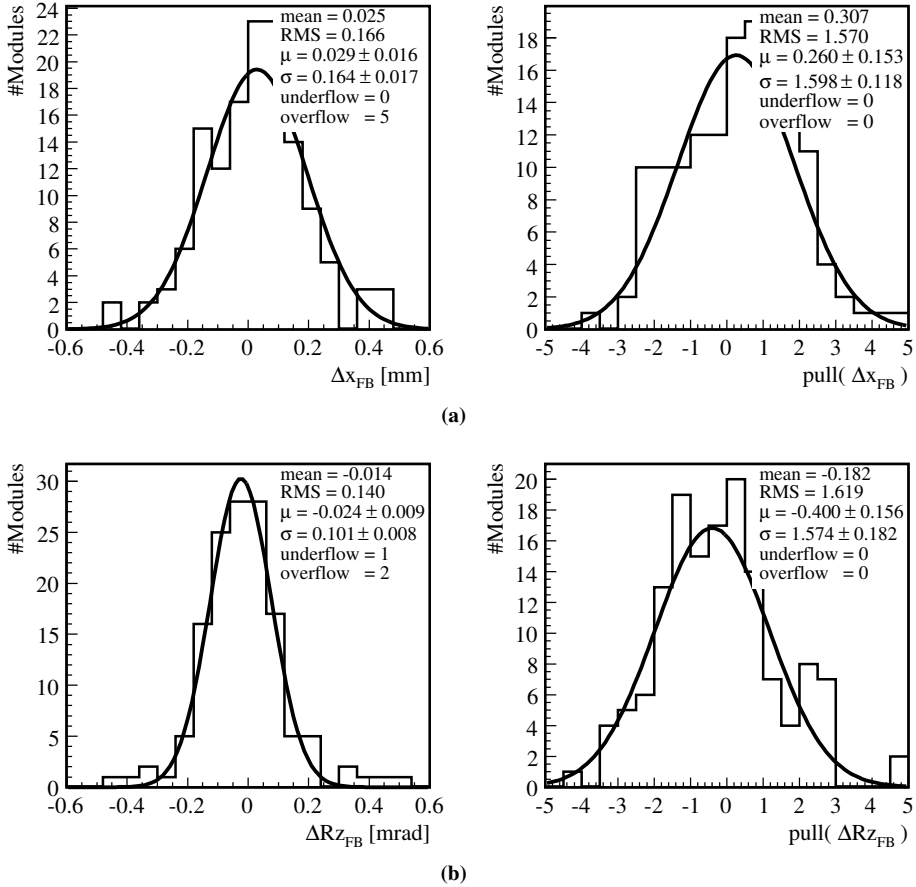 #Modules
mean = 0.025
RMS = 0.166
μ = 0.029 ± 0.016
σ = 0.164 ± 0.017
underflow = 0
overflow = 5
24
22
20
18
16
14
12
10
8
6
4
2
0
-0.6 -0.4 -0.2 0 0.2 0.4 0.6
Δx_FB [mm]
#Modules
mean = 0.307
RMS = 1.570
μ = 0.260 ± 0.153
σ = 1.598 ± 0.118
underflow = 0
overflow = 0
20
18
16
14
12
10
8
6
4
2
0
-5 -4 -3 -2 -1 0 1 2 3 4 5
pull( Δx_FB )
(a)
#Modules
mean = -0.014
RMS = 0.140
μ = -0.024 ± 0.009
σ = 0.101 ± 0.008
underflow = 1
overflow = 2
30
25
20
15
10
5
0
-0.6 -0.4 -0.2 0 0.2 0.4 0.6
ΔRz_FB [mrad]
#Modules
mean = -0.182
RMS = 1.619
μ = -0.400 ± 0.156
σ = 1.574 ± 0.182
underflow = 0
overflow = 0
20
18
16
14
12
10
8
6
4
2
0
-5 -4 -3 -2 -1 0 1 2 3 4 5
pull( ΔRz_FB )
(b)